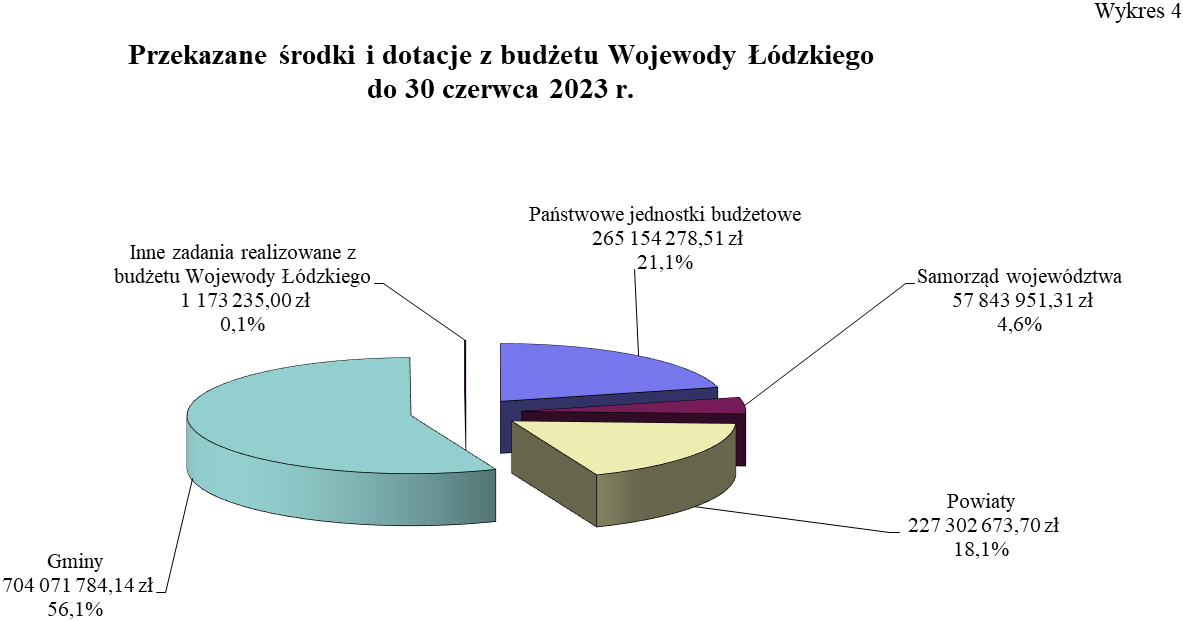 Wykres 4
Przekazane środki i dotacje z budżetu Wojewody Łódzkiego
do 30 czerwca 2023 r.
Państwowe jednostki budżetowe
265 154 278,51 zł
21,1%
Inne zadania realizowane z
budżetu Wojewody Łódzkiego
1 173 235,00 zł
0,1%
Samorząd województwa
57 843 951,31 zł
4,6%
Powiaty
227 302 673,70 zł
18,1%
Gminy
704 071 784,14 zł
56,1%